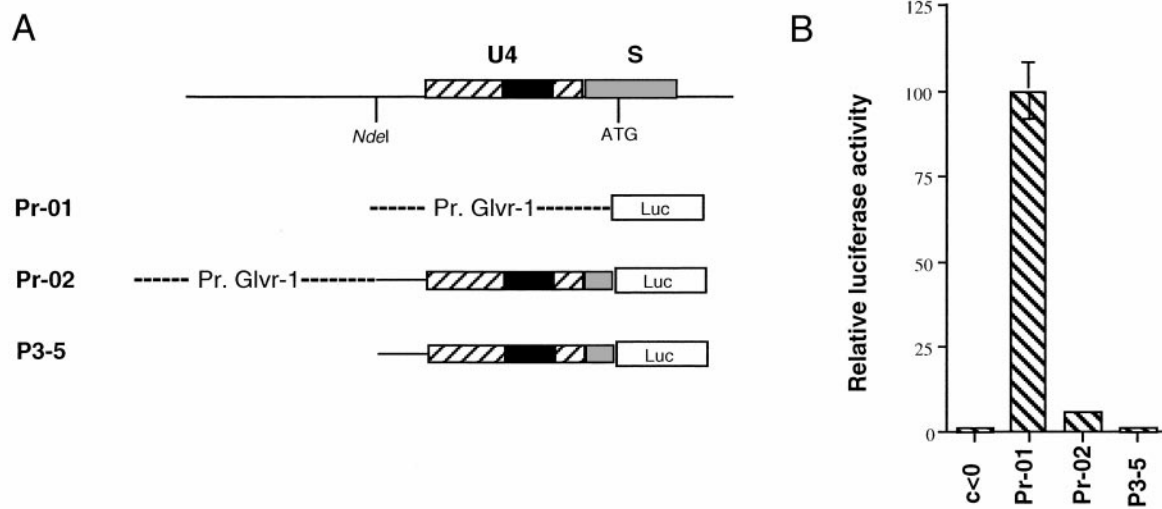 A
U4 S
NdeI ATG
Pr-01 Pr. Glvr-1 Luc
Pr-02 Pr. Glvr-1 Luc
P3-5 Luc
B
Relative luciferase activity
125
100
75
50
25
0
c<0 Pr-01 Pr-02 P3-5